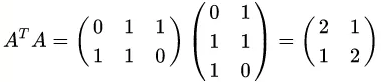 $A^T A = \begin{pmatrix} 0 & 1 & 1 \\ 1 & 1 & 0 \end{pmatrix} \begin{pmatrix} 0 & 1 \\ 1 & 1 \\ 1 & 0 \end{pmatrix} = \begin{pmatrix} 2 & 1 \\ 1 & 2 \end{pmatrix}$